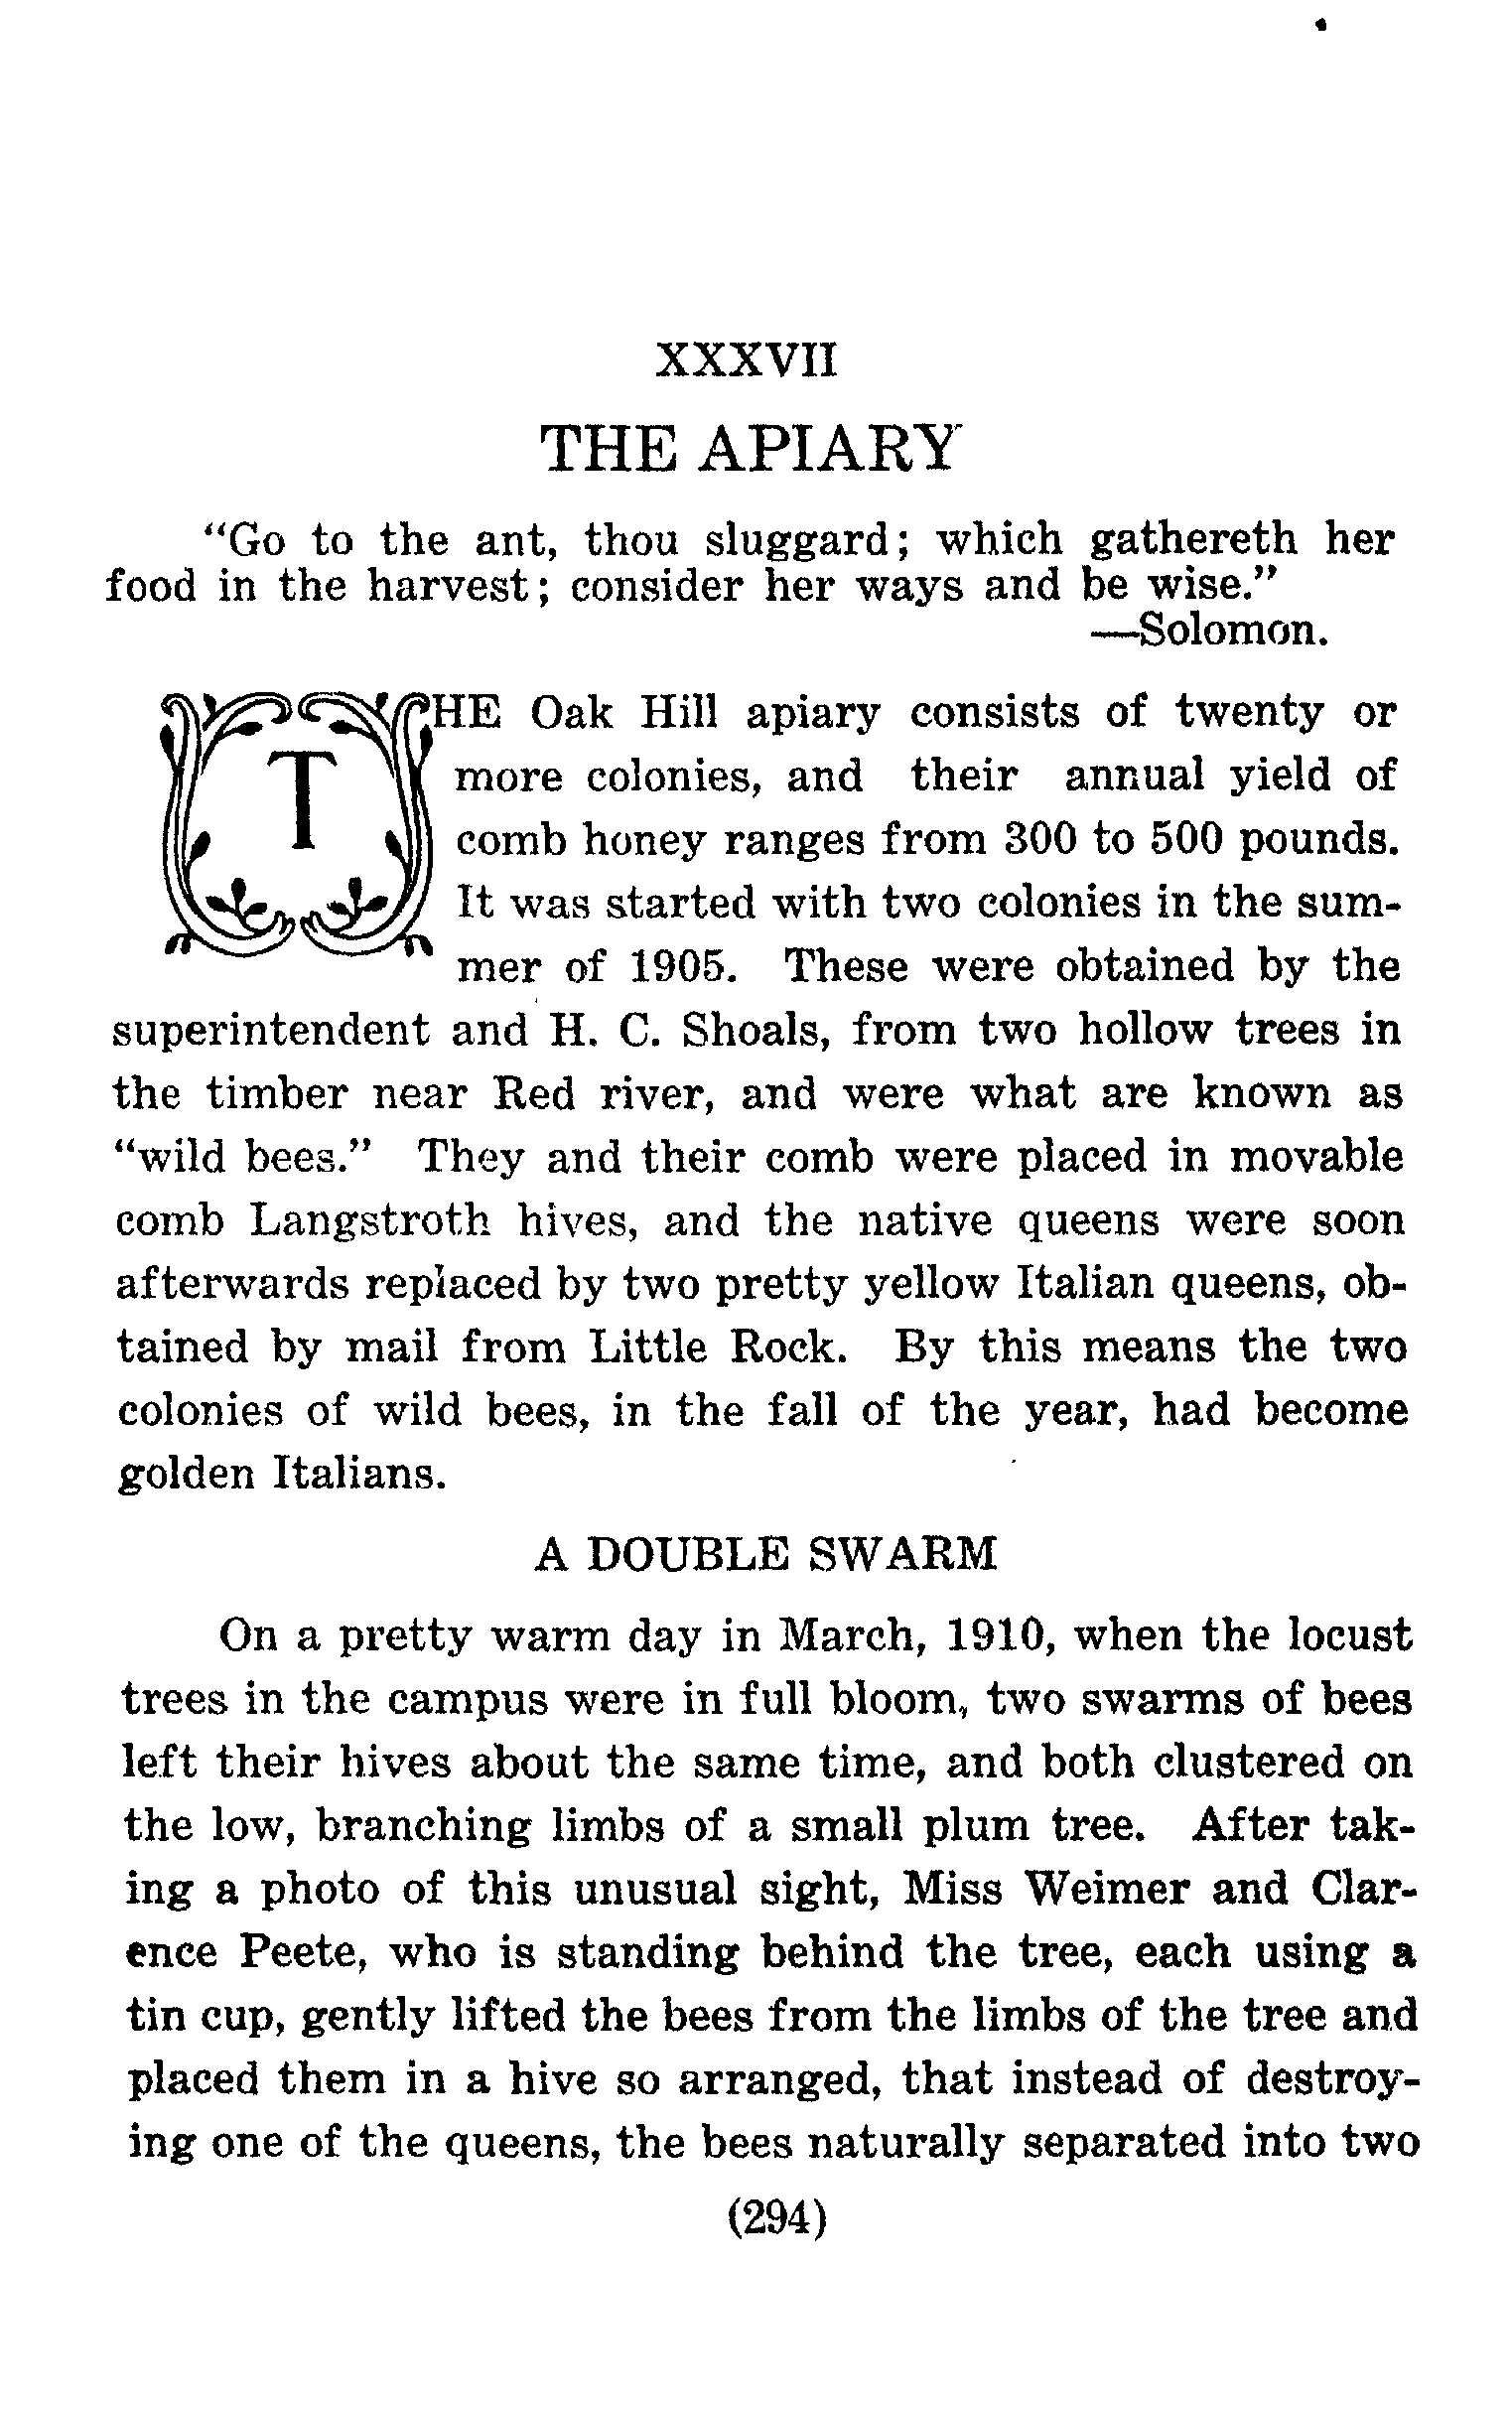 XXXVII
THE APIARY
"Go to the ant, thou sluggard; which gathereth her
food in the harvest; consider her ways and be wise."
—Solomon.
THE Oak Hill apiary consists of twenty or
more colonies, and their annual yield of
comb honey ranges from 300 to 500 pounds.
It was started with two colonies in the sum-
mer of 1905. These were obtained by the
superintendent and H. C. Shoals, from two hollow trees in
the timber near Red river, and were what are known as
"wild bees." They and their comb were placed in movable
comb Langstroth hives, and the native queens were soon
afterwards replaced by two pretty yellow Italian queens, ob-
tained by mail from Little Rock. By this means the two
colonies of wild bees, in the fall of the year, had become
golden Italians.
A DOUBLE SWARM
On a pretty warm day in March, 1910, when the locust
trees in the campus were in full bloom, two swarms of bees
left their hives about the same time, and both clustered on
the low, branching limbs of a small plum tree. After tak-
ing a photo of this unusual sight, Miss Weimer and Clar-
ence Peete, who is standing behind the tree, each using a
tin cup, gently lifted the bees from the limbs of the tree and
placed them in a hive so arranged, that instead of destroy-
ing one of the queens, the bees naturally separated into two
(294)